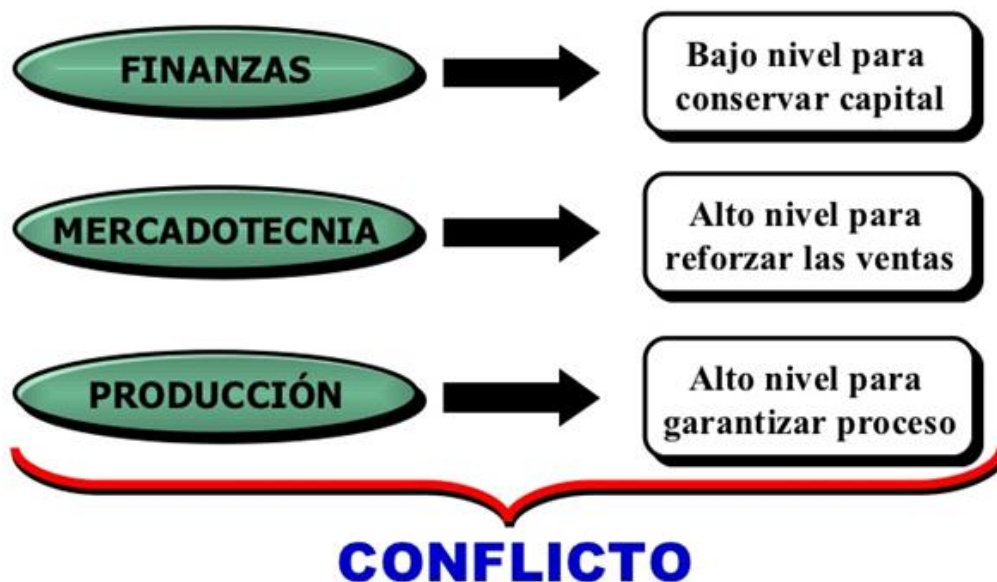 FINANZAS
Bajo nivel para
conservar capital
MERCADOTECNIA
Alto nivel para
reforzar las ventas
PRODUCCIÓN
Alto nivel para
garantizar proceso
CONFLICTO